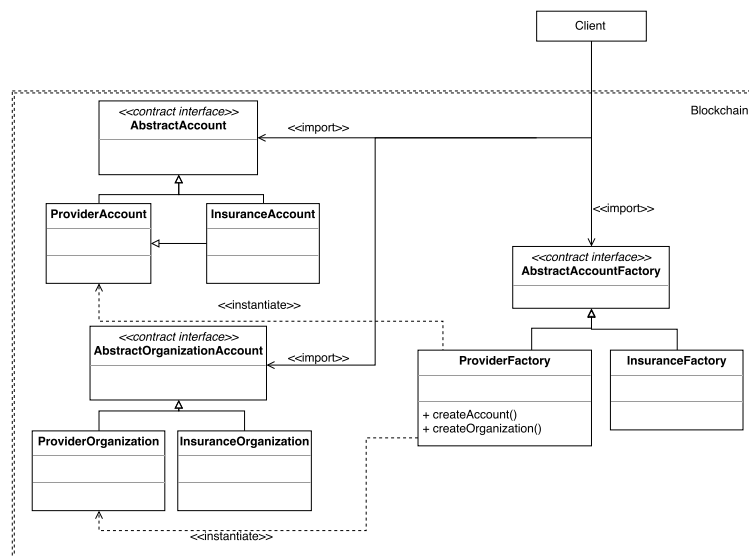 Client
Blockchain
<<contract interface>>
AbstractAccount
<<import>>
ProviderAccount
InsuranceAccount
<<import>>
<<contract interface>>
AbstractAccountFactory
<<instantiate>>
<<contract interface>>
AbstractOrganizationAccount
<<import>>
ProviderFactory
InsuranceFactory
+ createAccount()
+ createOrganization()
ProviderOrganization
InsuranceOrganization
<<instantiate>>